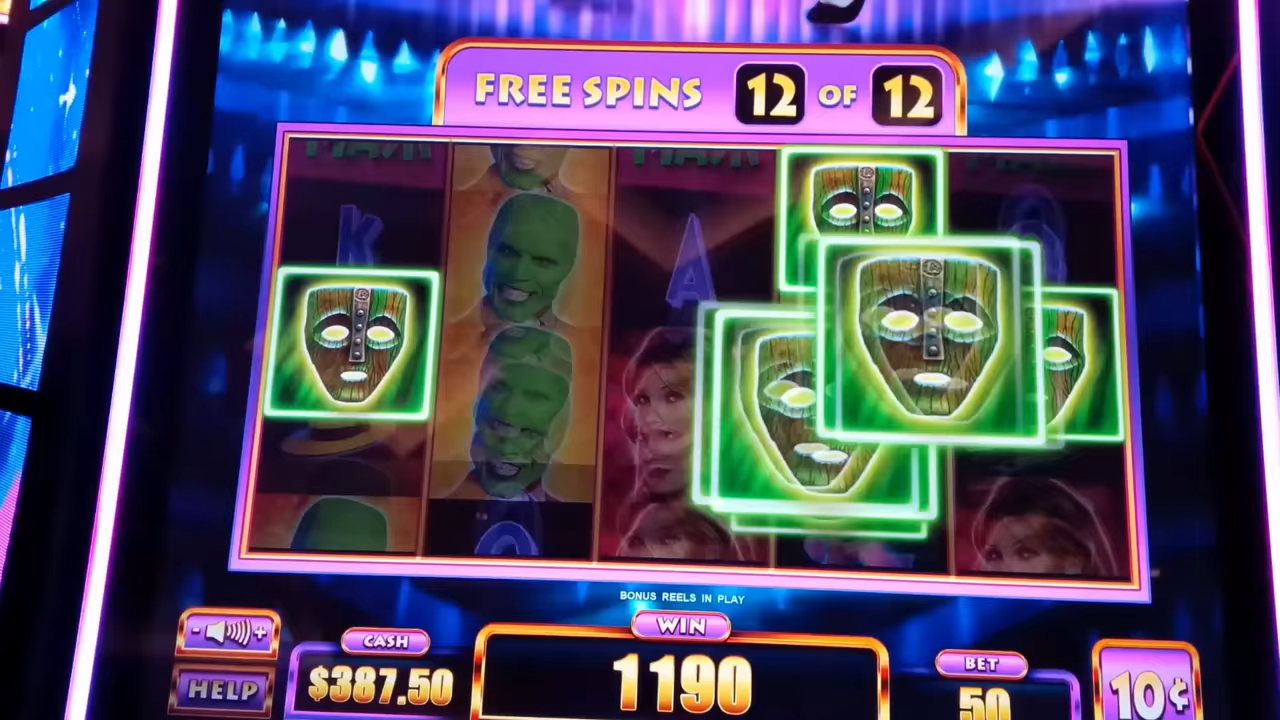 FREE SPINS 12 OF 12
K
A
BONUS REELS IN PLAY
WIN
CASH
BET
- +
HELP
$387.50
1190
50
10¢